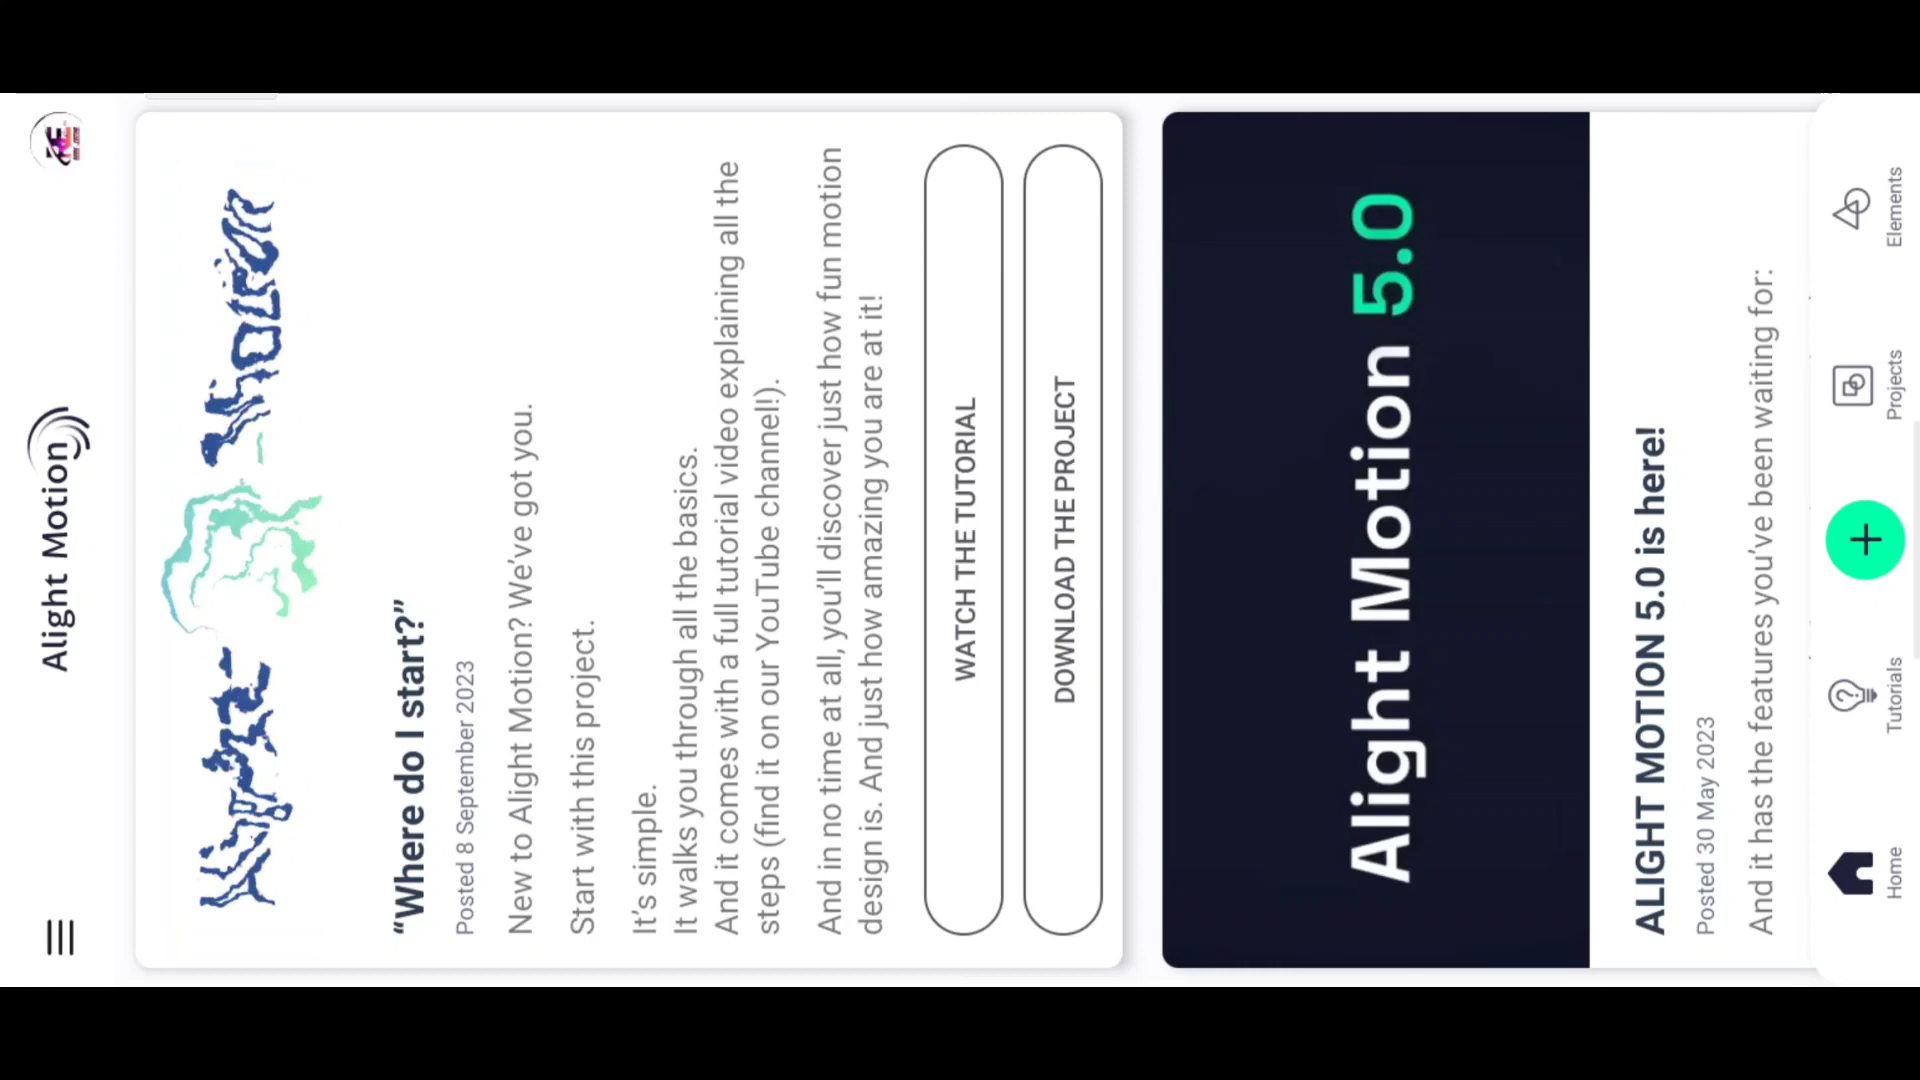 Alight Motion
"Where do I start?"
Posted 8 September 2023
New to Alight Motion? We've got you.
Start with this project.
It's simple.
It walks you through all the basics.
And it comes with a full tutorial video explaining all the
steps (find it on our YouTube channel!).
And in no time at all, you'll discover just how fun motion
design is. And just how amazing you are at it!
WATCH THE TUTORIAL
DOWNLOAD THE PROJECT
Alight Motion 5.0
ALIGHT MOTION 5.0 is here!
Posted 30 May 2023
And it has the features you've been waiting for:
Home
Tutorials
Projects
Elements